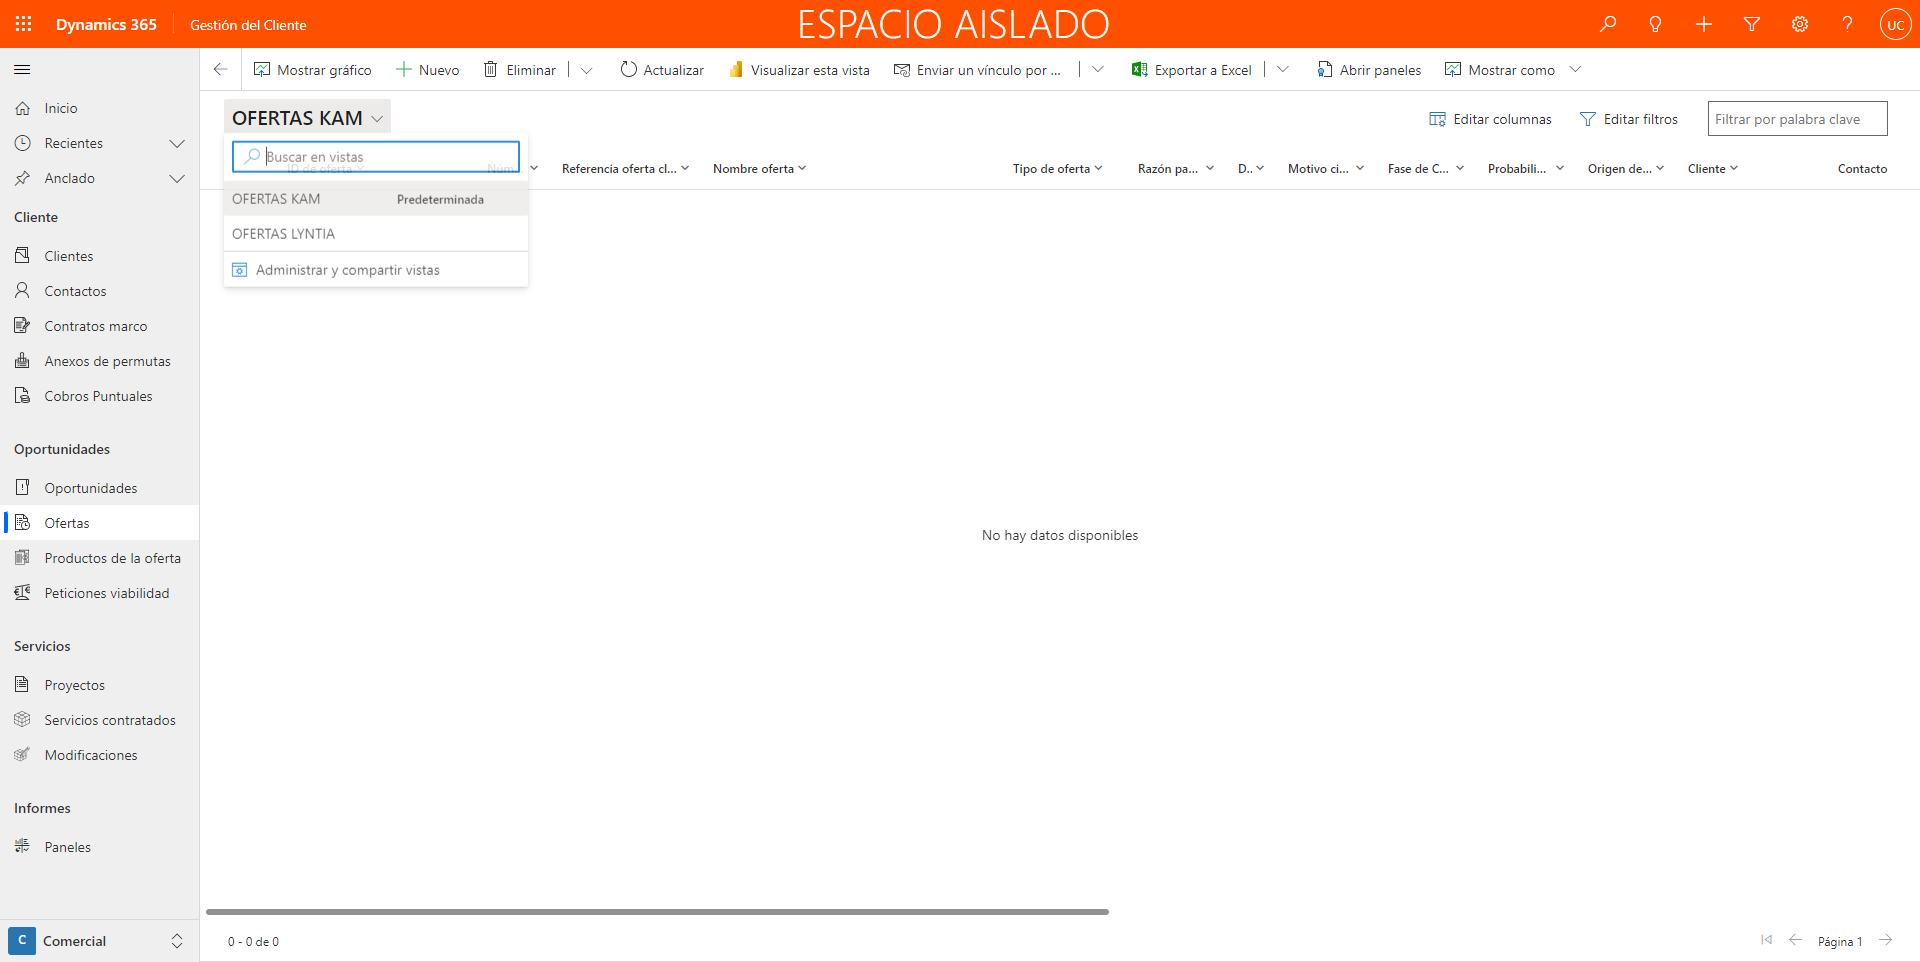 Dynamics 365
Gestión del Cliente
ESPACIO AISLADO
UC
Mostrar gráfico
Nuevo
Eliminar
Actualizar
Visualizar esta vista
Enviar un vínculo por ...
Exportar a Excel
Abrir paneles
Mostrar como
Inicio
Recientes
Anclado
Cliente
Clientes
Contactos
Contratos marco
Anexos de permutas
Cobros Puntuales
Oportunidades
Oportunidades
Ofertas
Productos de la oferta
Peticiones viabilidad
Servicios
Proyectos
Servicios contratados
Modificaciones
Informes
Paneles
C
Comercial
OFERTAS KAM
Editar columnas
Editar filtros
Filtrar por palabra clave
Buscar en vistas
ID de oferta
Núm
Referencia oferta cl...
Nombre oferta
Tipo de oferta
Razón pa...
D..
Motivo ci...
Fase de C...
Probabili...
Origen de...
Cliente
Contacto
OFERTAS KAM Predeterminada
OFERTAS LYNTIA
Administrar y compartir vistas
No hay datos disponibles
0 - 0 de 0
Página 1